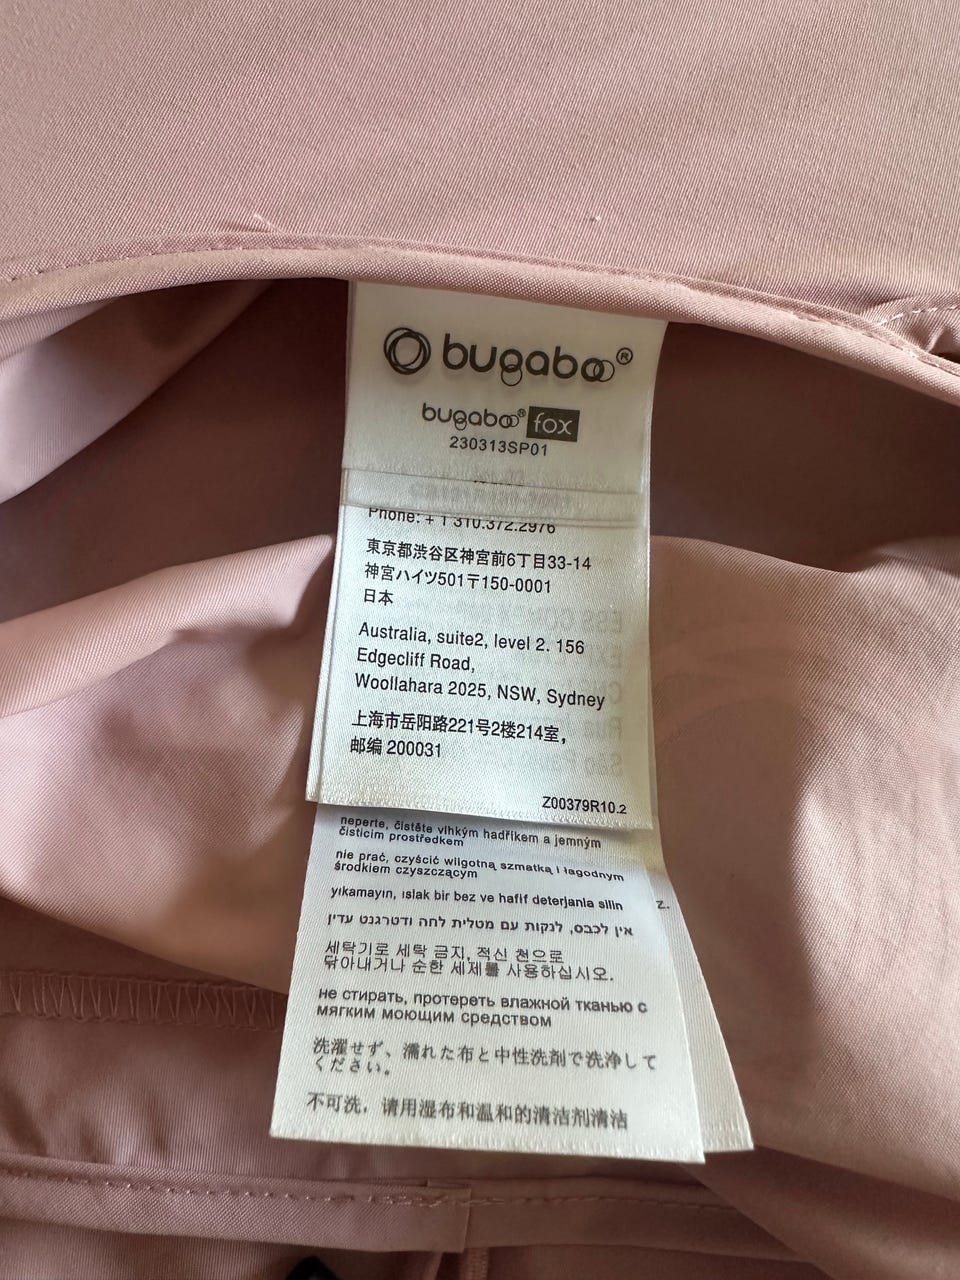 bugaboo®
bugaboo® fox
230313SP01
Phone: + 1 310.372.2976
東京都渋谷区神宮前6丁目33-14
神宮ハイツ501〒150-0001
日本
Australia, suite2, level 2. 156
Edgecliff Road,
Woollahara 2025, NSW, Sydney
上海市岳阳路221号2楼214室，
邮编 200031
Z00379R10.2
neperte, čistěte vlhkým hadříkem a jemným
čisticím prostředkem
nie prać, czyścić wilgotną szmatką i łagodnym
środkiem czyszczącym
yıkamayın, ıslak bir bez ve hafif deterjanla silin
z.
אין לכבס, לנקות עם מטלית לחה ודטרגנט עדין
세탁기로 세탁 금지, 적신 천으로
닦아내거나 순한 세제를 사용하십시오.
не стирать, протереть влажной тканью с
мягким моющим средством
洗濯せず、濡れた布と中性洗剤で洗浄して
ください。
不可洗，请用湿布和温和的清洁剂清洁